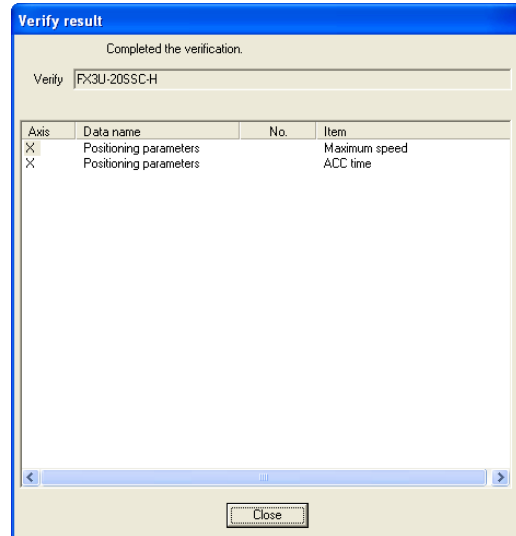 Verify result
Completed the verification.
Verify FX3U-20SSC-H
Axis Data name No. Item
X Positioning parameters Maximum speed
X Positioning parameters ACC time
Close